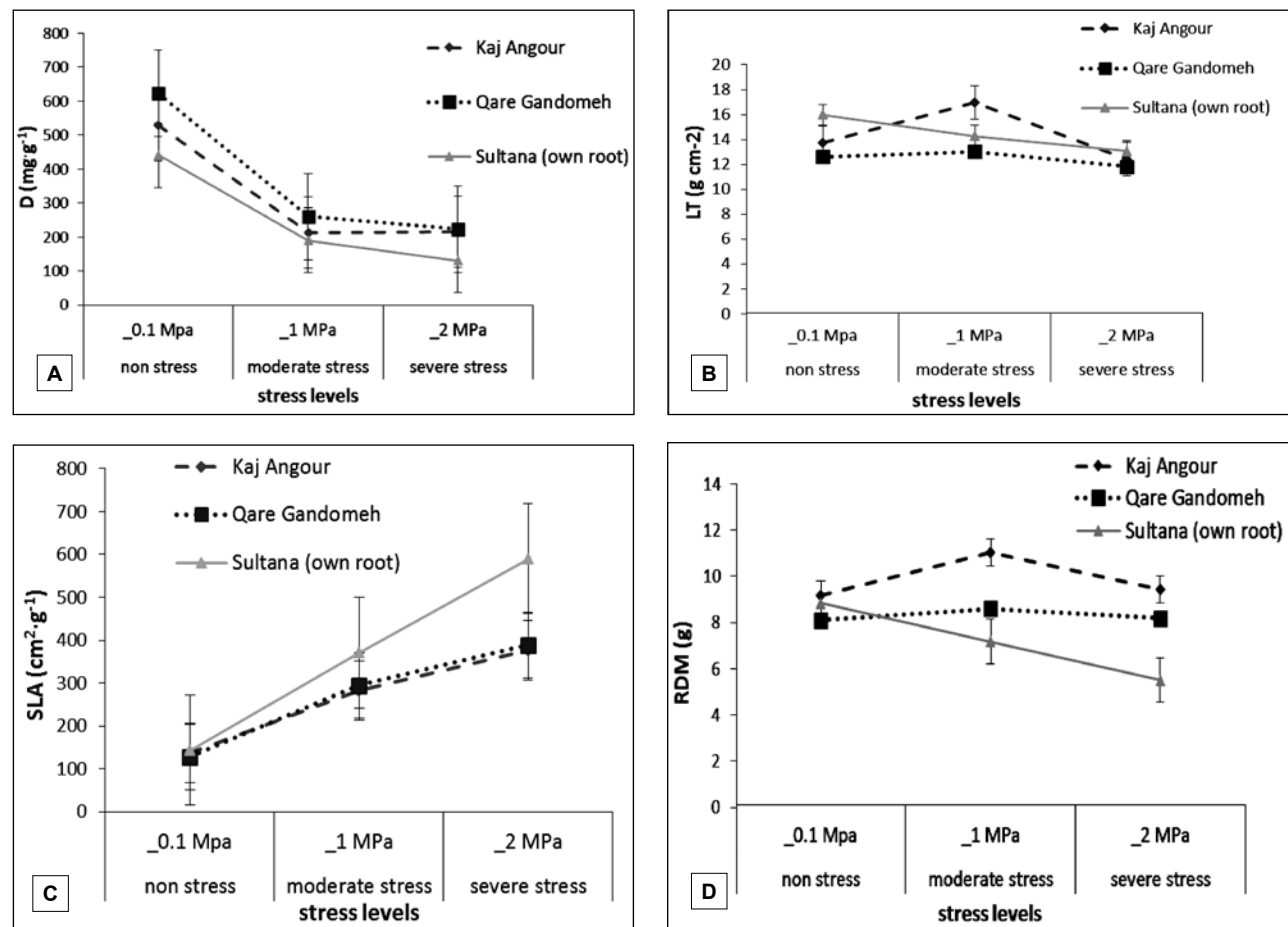 Kaj Angour
Qare Gandomeh
Sultana (own root)
800
700
600
500
400
300
200
100
0
D (mg·g⁻¹)
_0.1 Mpa
_1 MPa
_2 MPa
non stress
moderate stress
severe stress
stress levels
A
Kaj Angour
Qare Gandomeh
Sultana (own root)
20
18
16
14
12
10
8
6
4
2
0
LT (g cm-2)
_0.1 Mpa
_1 MPa
_2 MPa
non stress
moderate stress
severe stress
stress levels
B
Kaj Angour
Qare Gandomeh
Sultana (own root)
800
700
600
500
400
300
200
100
0
SLA (cm²·g⁻¹)
_0.1 Mpa
_1 MPa
_2 MPa
non stress
moderate stress
severe stress
stress levels
C
Kaj Angour
Qare Gandomeh
Sultana (own root)
14
12
10
8
6
4
2
0
RDM (g)
_0.1 Mpa
_1 MPa
_2 MPa
non stress
moderate stress
severe stress
stress levels
D